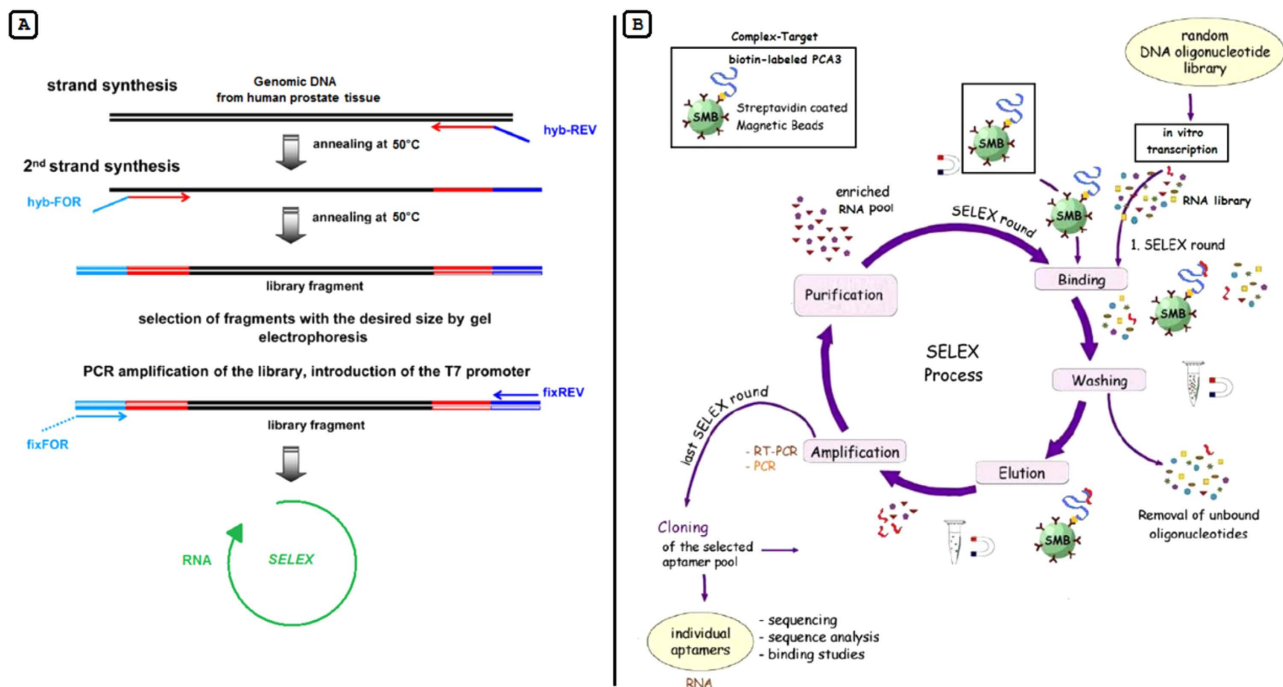 A
strand synthesis
Genomic DNA
from human prostate tissue
hyb-REV
annealing at 50°C
2nd strand synthesis
hyb-FOR
annealing at 50°C
library fragment
selection of fragments with the desired size by gel
electrophoresis
PCR amplification of the library, introduction of the T7 promoter
fixREV
library fragment
fixFOR
RNA
SELEX
B
Complex-Target
biotin-labeled PCA3
SMB
Streptavidin coated
Magnetic Beads
random
DNA oligonucleotide
library
SMB
in vitro
transcription
SMB
RNA library
enriched
RNA pool
SELEX round
1. SELEX round
Purification
Binding
SMB
SELEX
Process
Washing
last SELEX round
Amplification
- RT-PCR
- PCR
Elution
SMB
Removal of unbound
oligonucleotides
Cloning
of the selected
aptamer pool
individual
aptamers
- sequencing
- sequence analysis
- binding studies
RNA